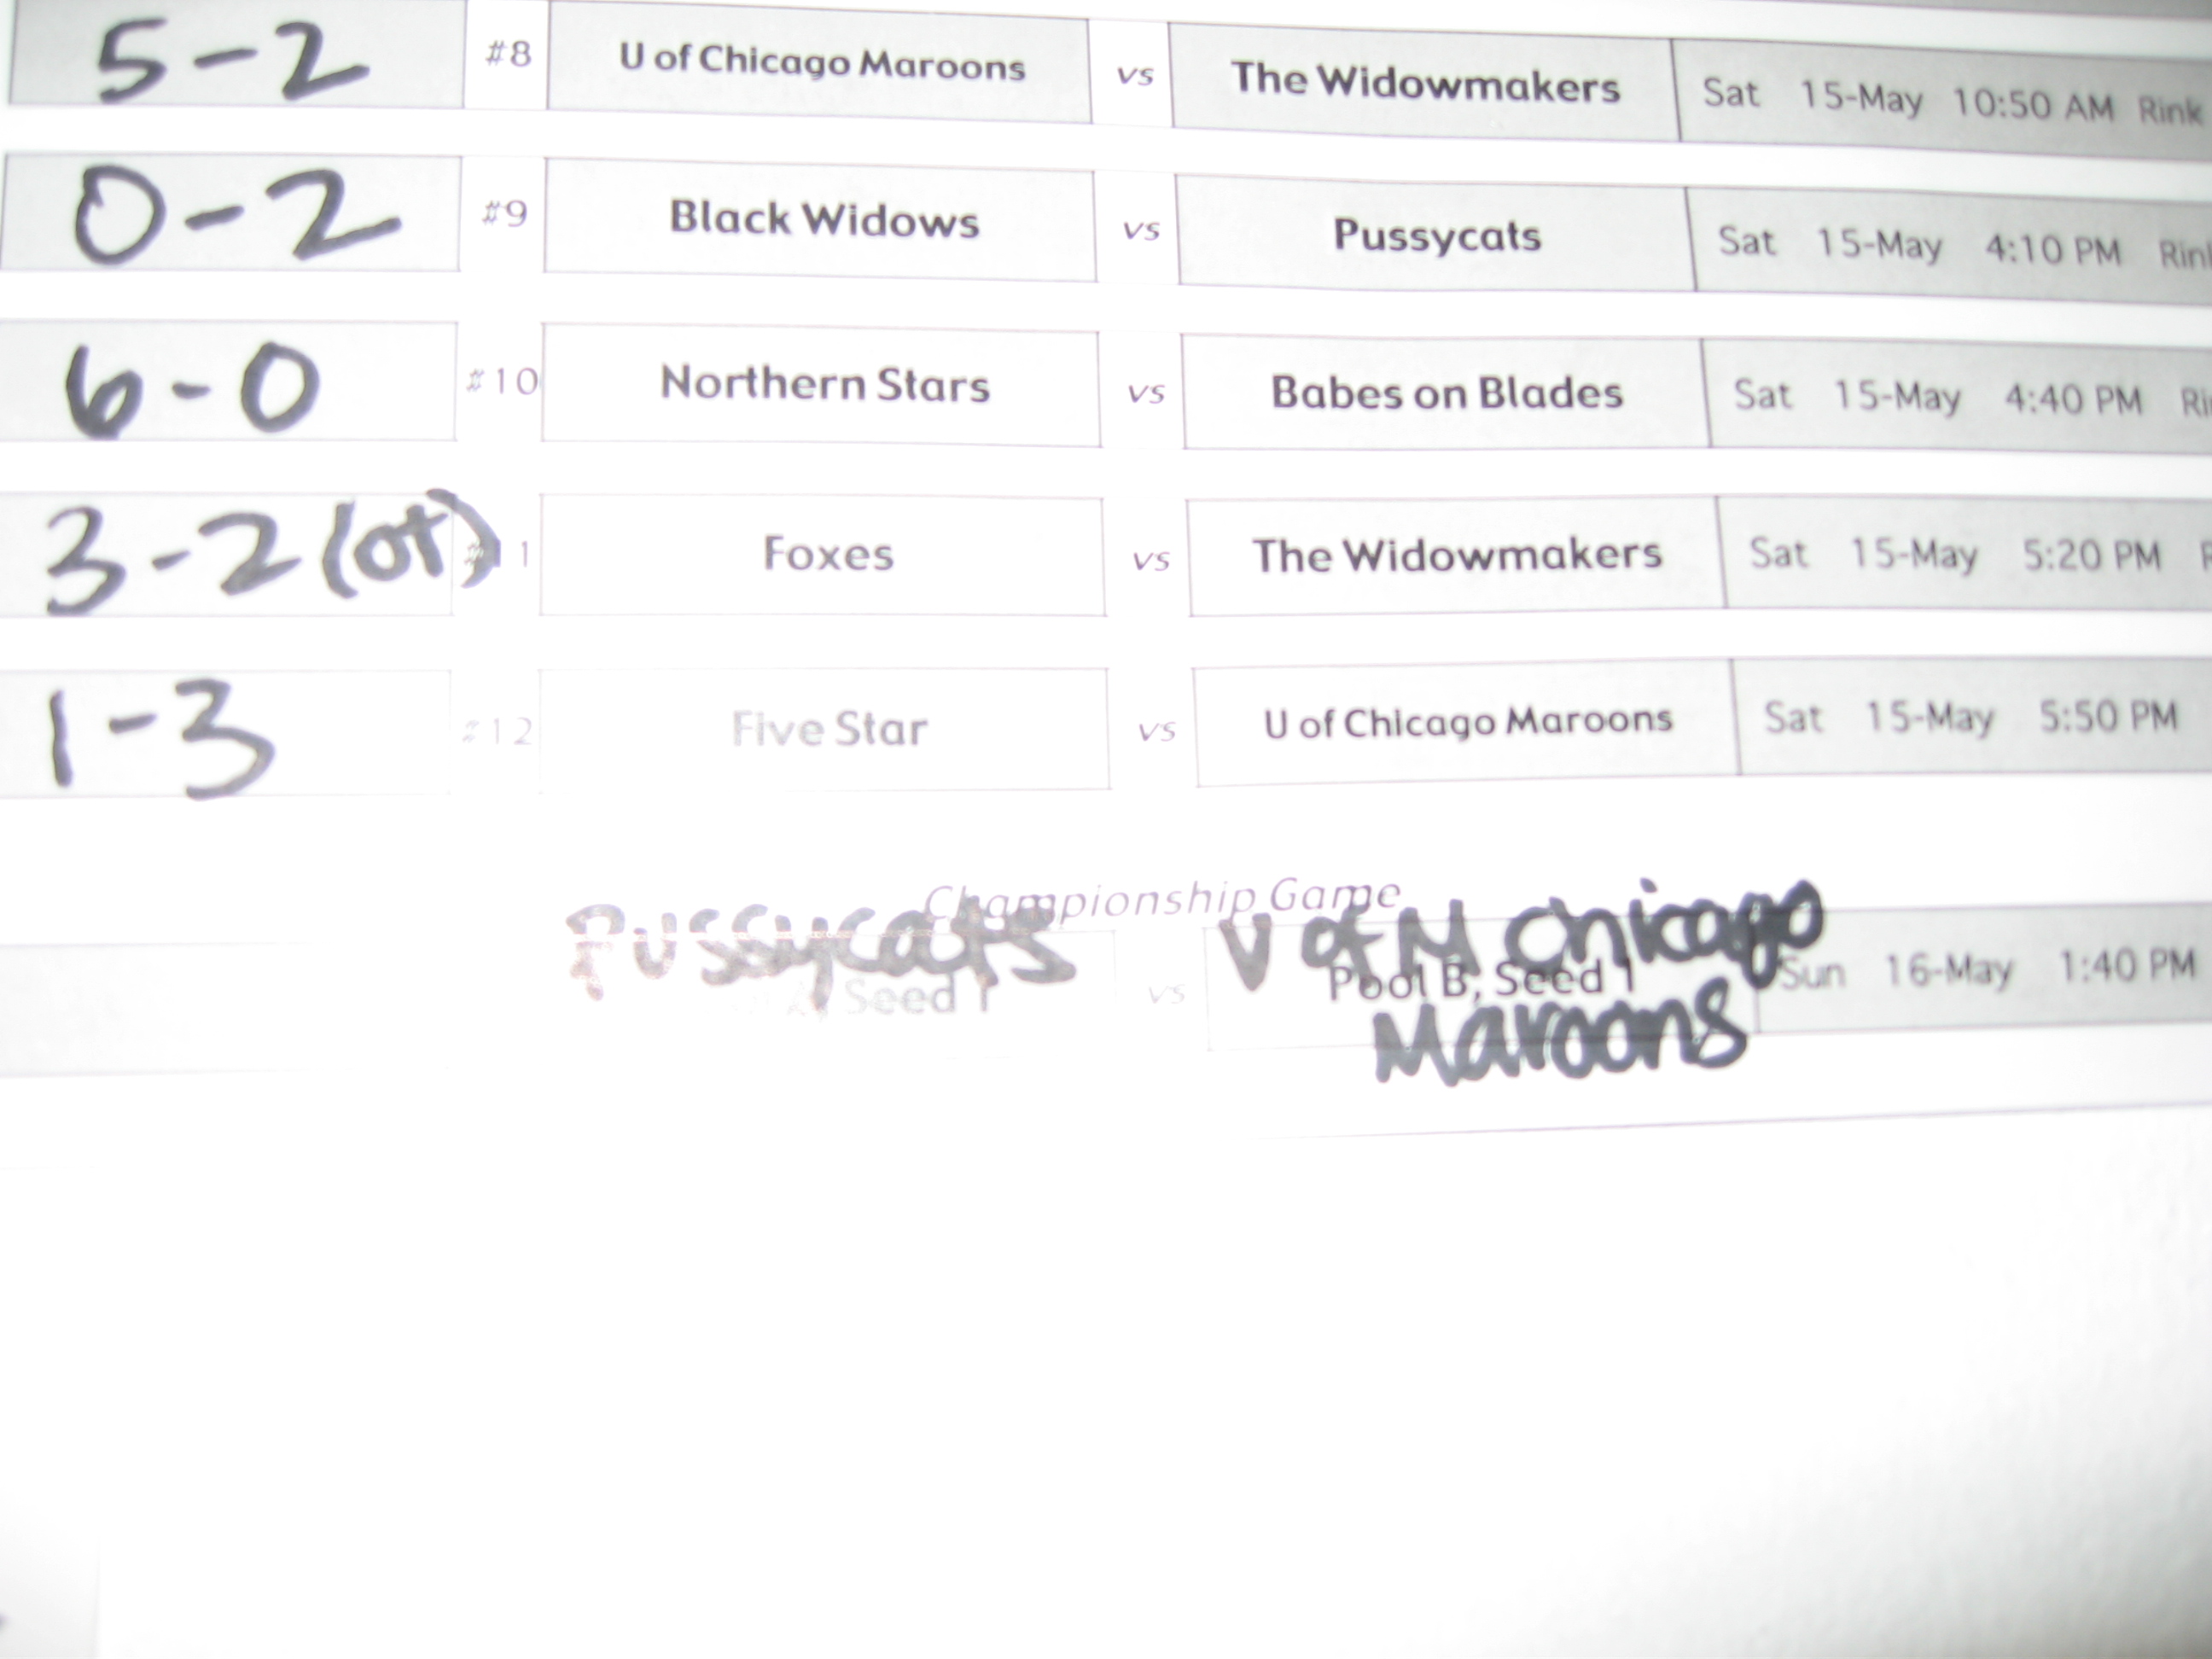 5-2 #8 U of Chicago Maroons vs The Widowmakers Sat 15-May 10:50 AM Rink
0-2 #9 Black Widows vs Pussycats Sat 15-May 4:10 PM
6-0 #10 Northern Stars vs Babes on Blades Sat 15-May 4:40 PM
3-2 (ot) Foxes vs The Widowmakers Sat 15-May 5:20 PM
1-3 #12 Five Star vs U of Chicago Maroons Sat 15-May 5:50 PM
Championship Game
Pussycats U of M Chicago
Seed 1 vs Pool B, Seed 1 Sun 16-May 1:40 PM
Maroons